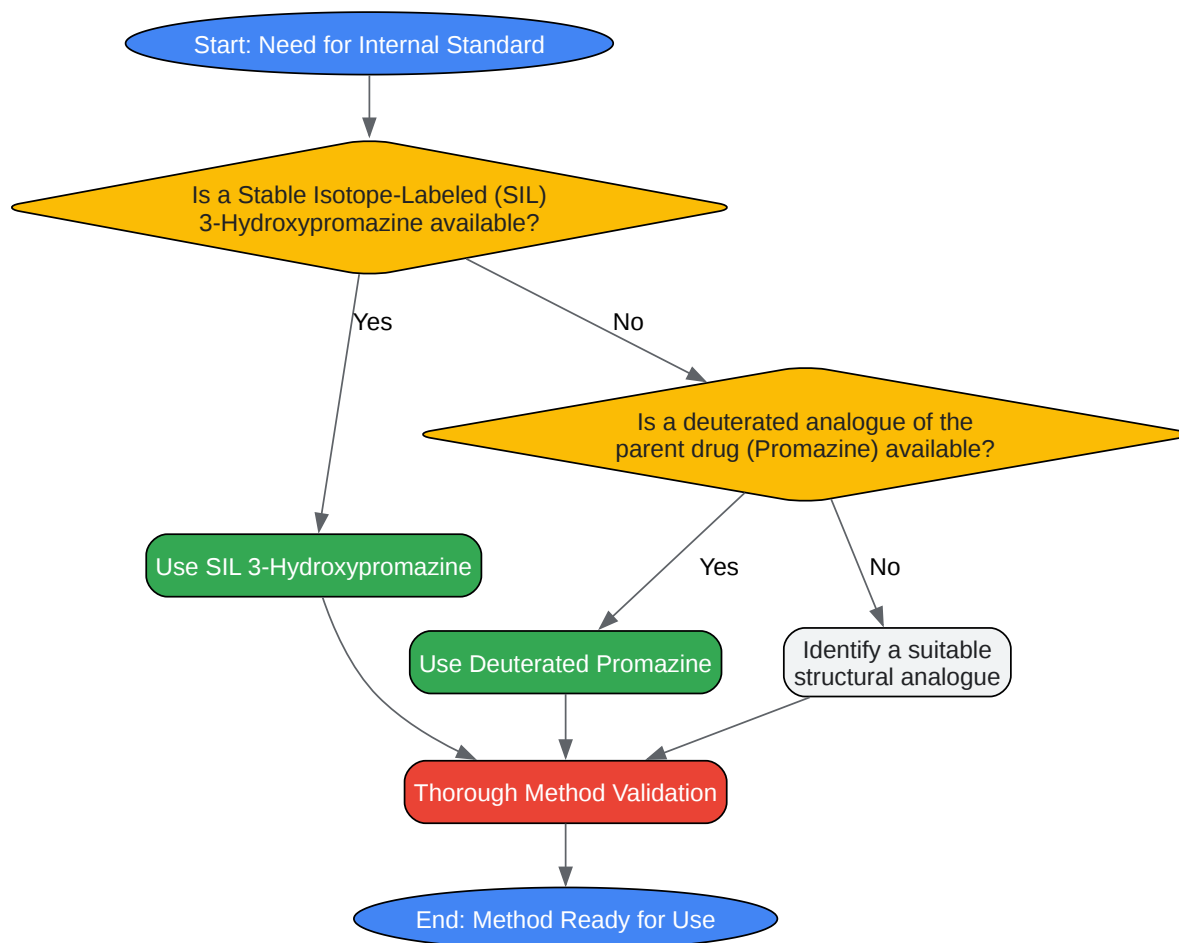 Start: Need for Internal Standard
Is a Stable Isotope-Labeled (SIL)
3-Hydroxypromazine available?
Yes
No
Is a deuterated analogue of the
parent drug (Promazine) available?
Use SIL 3-Hydroxypromazine
Yes
No
Use Deuterated Promazine
Identify a suitable
structural analogue
Thorough Method Validation
End: Method Ready for Use